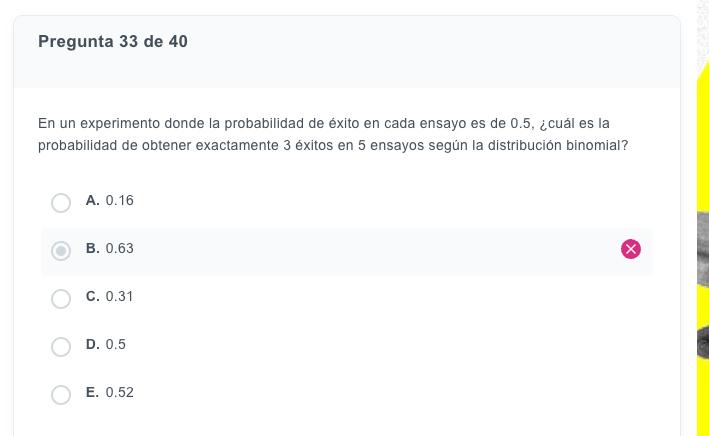 Pregunta 33 de 40
En un experimento donde la probabilidad de éxito en cada ensayo es de 0.5, ¿cuál es la
probabilidad de obtener exactamente 3 éxitos en 5 ensayos según la distribución binomial?
A. 0.16
B. 0.63
C. 0.31
D. 0.5
E. 0.52